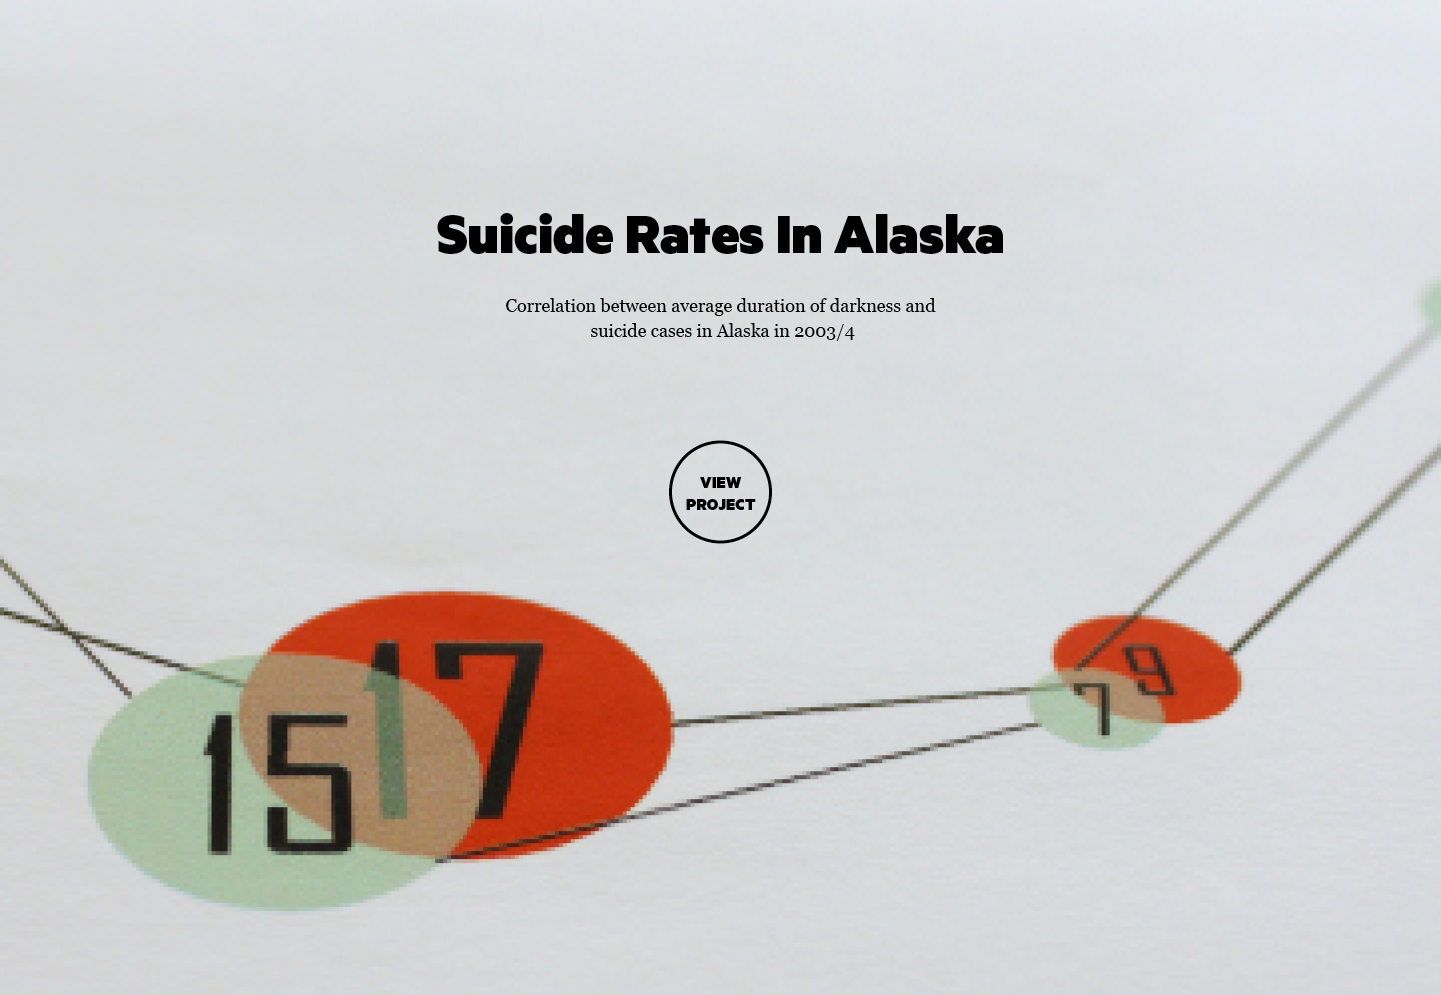 Suicide Rates In Alaska
Correlation between average duration of darkness and
suicide cases in Alaska in 2003/4
VIEW
PROJECT
17
15
9
7